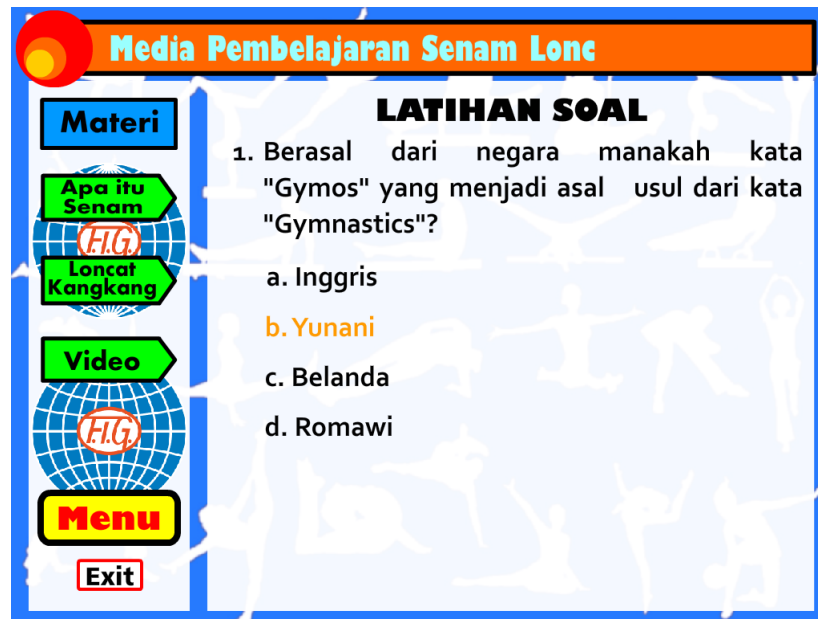 Media Pembelajaran Senam Lonc
Materi
Apa itu
Senam
F.I.G.
Loncat
Kangkang
Video
F.I.G.
Menu
Exit
LATIHAN SOAL
1. Berasal dari negara manakah kata
"Gymos" yang menjadi asal usul dari kata
"Gymnastics"?
a. Inggris
b. Yunani
c. Belanda
d. Romawi